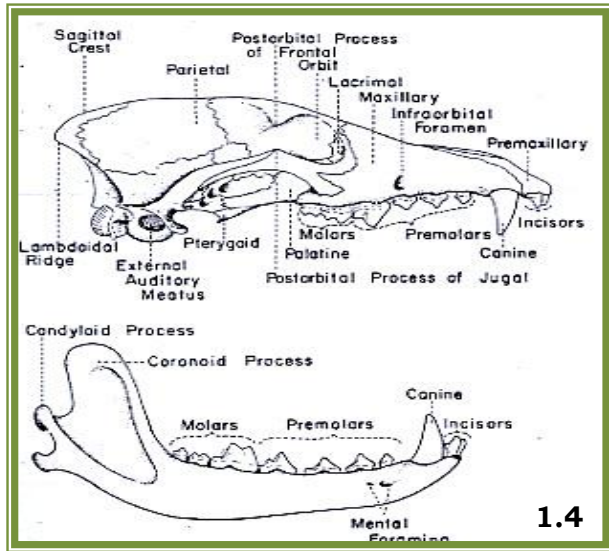 Sagittal
Crest
Parietal
Postorbital Process
of Frontal
Orbit
Lacrimal
Maxillary
Infraorbital
Foramen
Premaxillary
Lambdoidal
Ridge
External
Auditory
Meatus
Pterygoid
Molars
Palatine
Premolars
Canine
Incisors
Postorbital Process of Jugal
Condyloid Process
Coronoid Process
Molars
Premolars
Canine
Incisors
Mental
Foramina
1.4